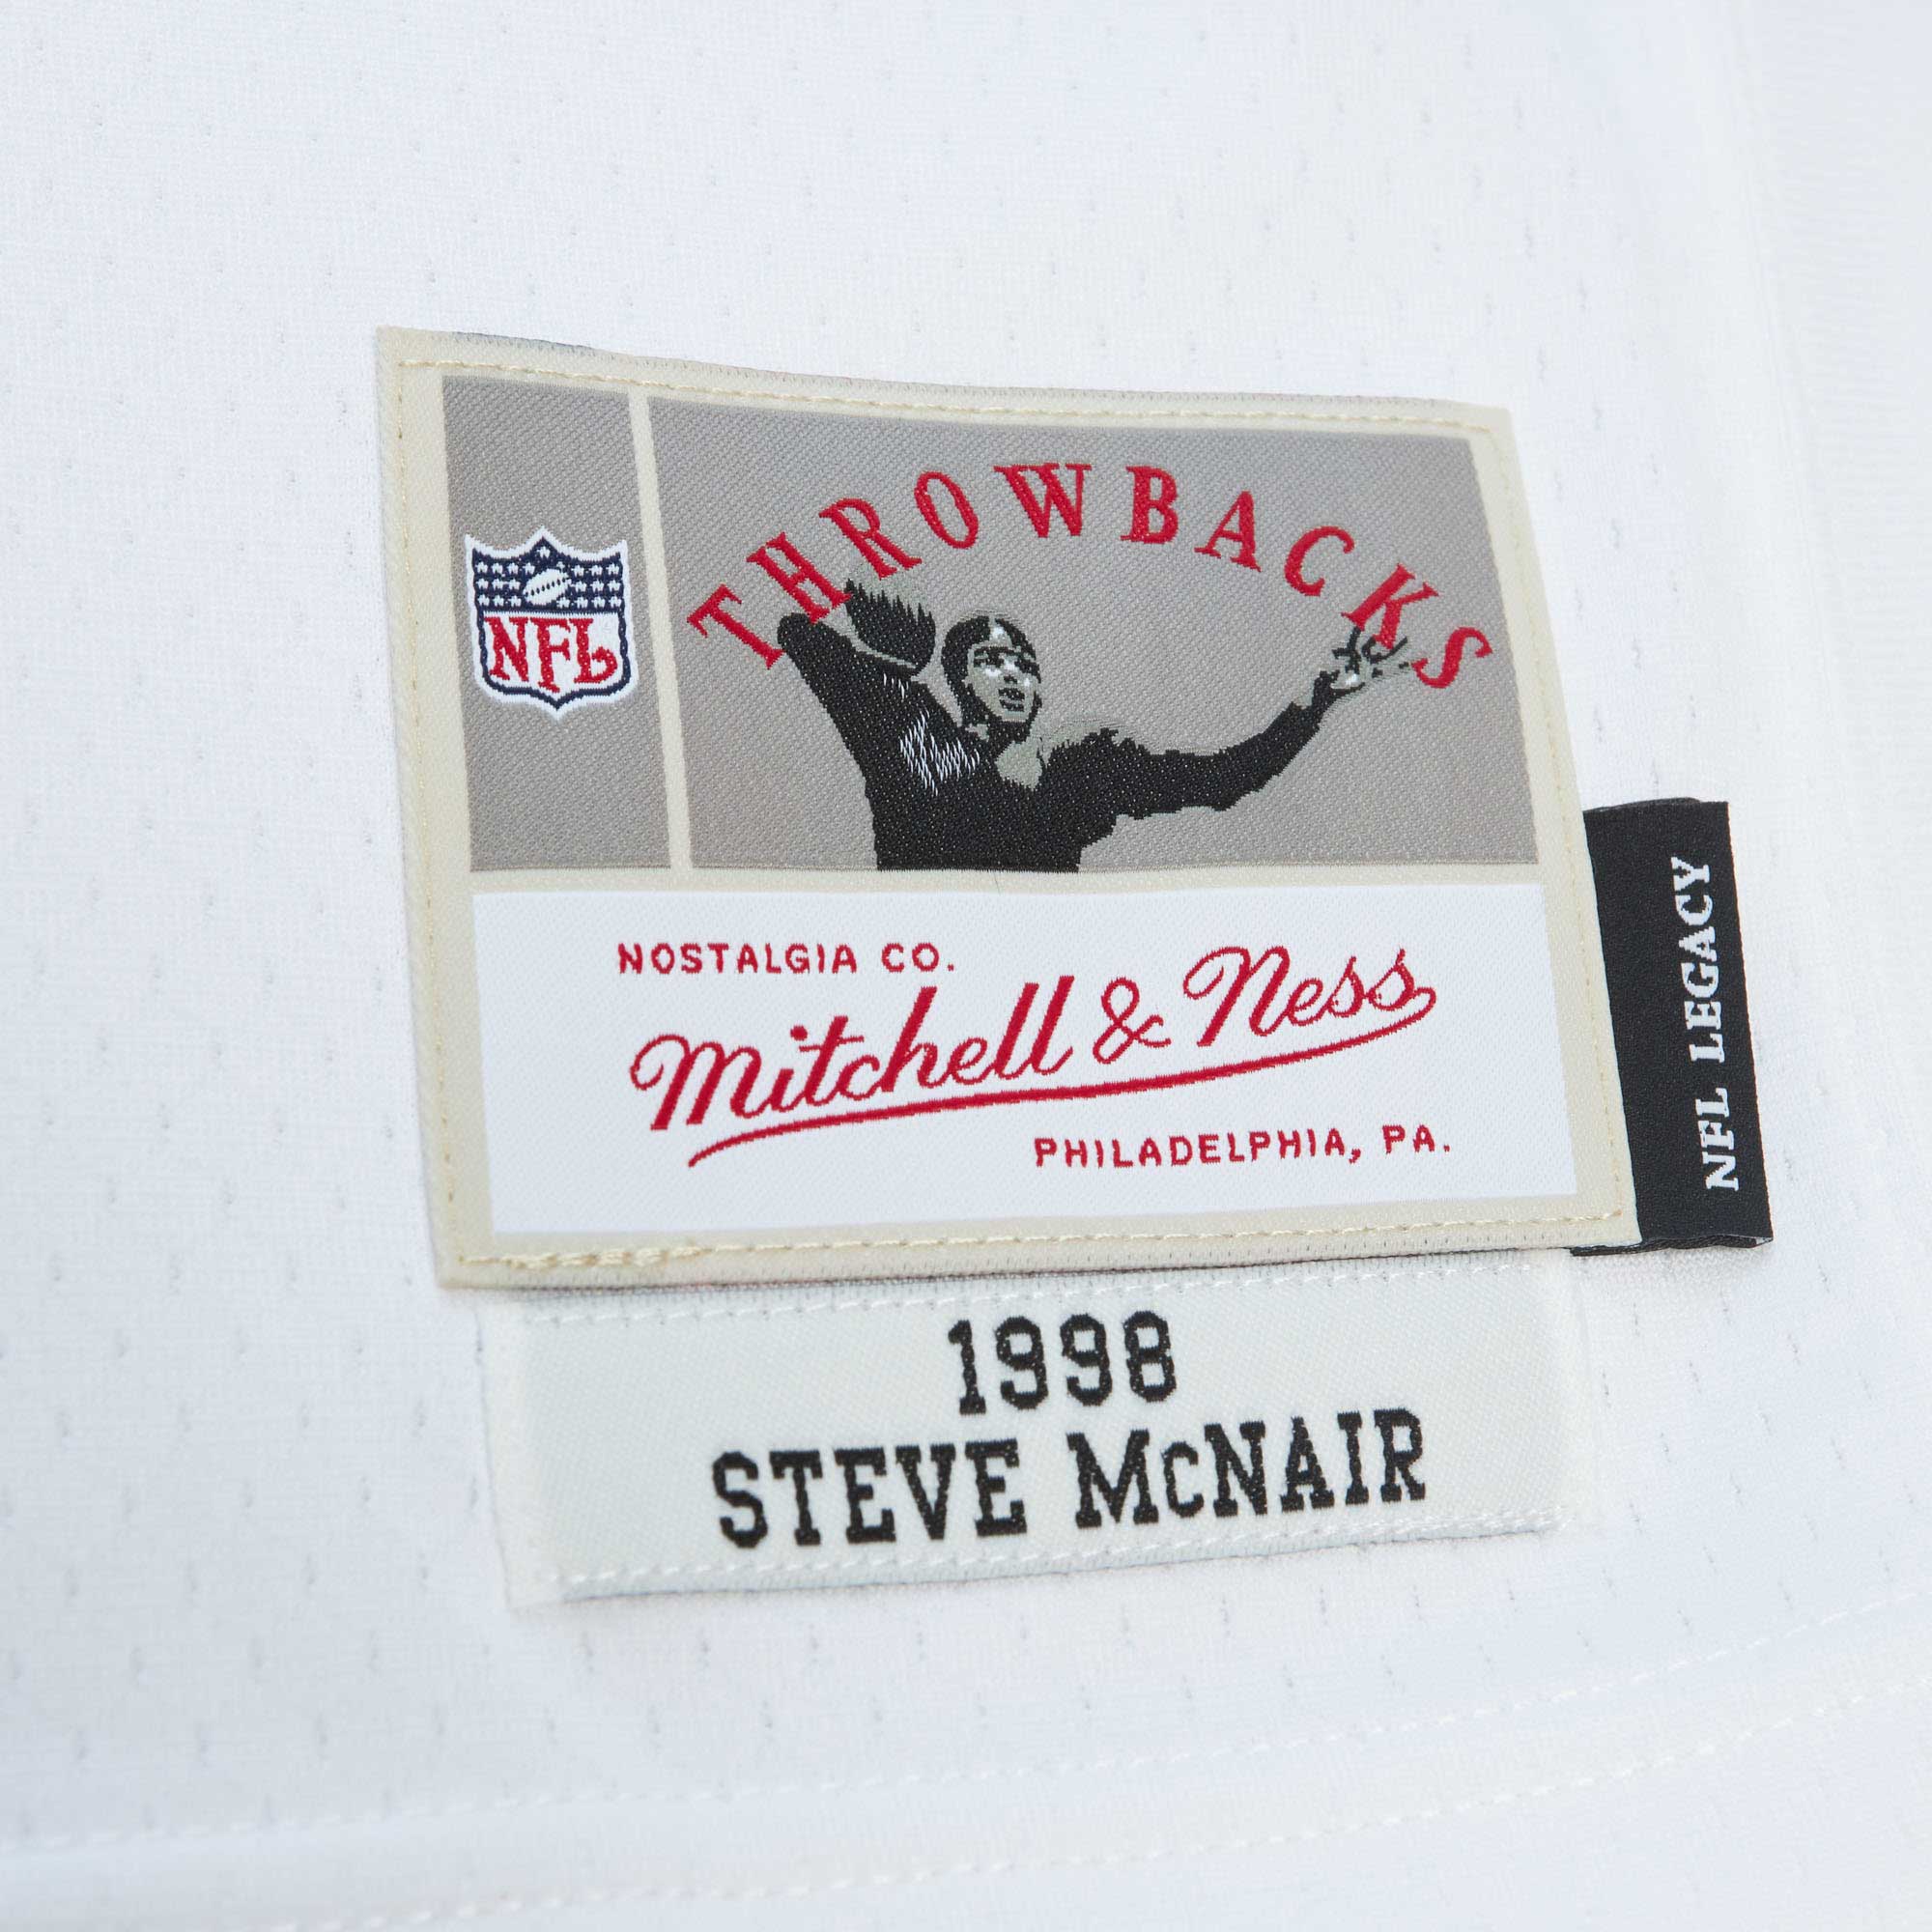 THROWBACKS
NFL
NOSTALGIA CO.
Mitchell & Ness
PHILADELPHIA, PA.
NFL LEGACY
1998
STEVE McNAIR